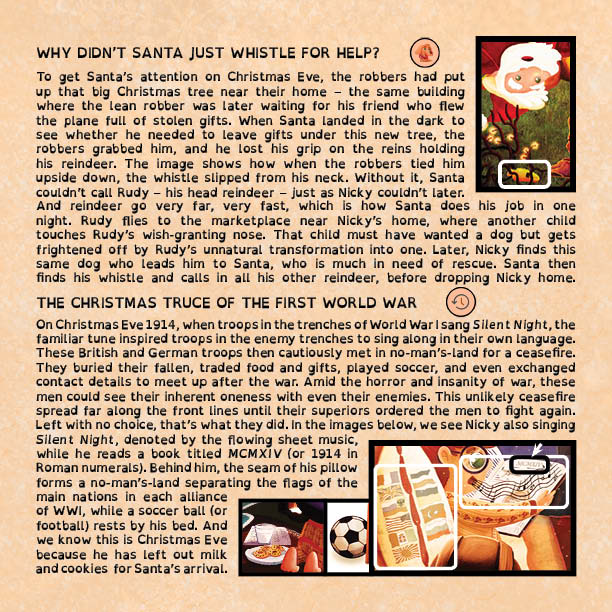 WHY DIDN'T SANTA JUST WHISTLE FOR HELP?
To get Santa's attention on Christmas Eve, the robbers had put
up that big Christmas tree near their home – the same building
where the lean robber was later waiting for his friend who flew
the plane full of stolen gifts. When Santa landed in the dark to
see whether he needed to leave gifts under this new tree, the
robbers grabbed him, and he lost his grip on the reins holding
his reindeer. The image shows how when the robbers tied him
upside down, the whistle slipped from his neck. Without it, Santa
couldn't call Rudy – his head reindeer – just as Nicky couldn't later.
And reindeer go very far, very fast, which is how Santa does his job in one
night. Rudy flies to the marketplace near Nicky's home, where another child
touches Rudy's wish-granting nose. That child must have wanted a dog but gets
frightened off by Rudy's unnatural transformation into one. Later, Nicky finds this
same dog who leads him to Santa, who is much in need of rescue. Santa then
finds his whistle and calls in all his other reindeer, before dropping Nicky home.
THE CHRISTMAS TRUCE OF THE FIRST WORLD WAR
On Christmas Eve 1914, when troops in the trenches of World War I sang Silent Night, the
familiar tune inspired troops in the enemy trenches to sing along in their own language.
These British and German troops then cautiously met in no-man's-land for a ceasefire.
They buried their fallen, traded food and gifts, played soccer, and even exchanged
contact details to meet up after the war. Amid the horror and insanity of war, these
men could see their inherent oneness with even their enemies. This unlikely ceasefire
spread far along the front lines until their superiors ordered the men to fight again.
Left with no choice, that's what they did. In the images below, we see Nicky also singing
Silent Night, denoted by the flowing sheet music,
while he reads a book titled MCMXIV (or 1914 in
Roman numerals). Behind him, the seam of his pillow
forms a no-man's-land separating the flags of the
main nations in each alliance
of WWI, while a soccer ball (or
football) rests by his bed. And
we know this is Christmas Eve
because he has left out milk
and cookies for Santa's arrival.
MCMXIV